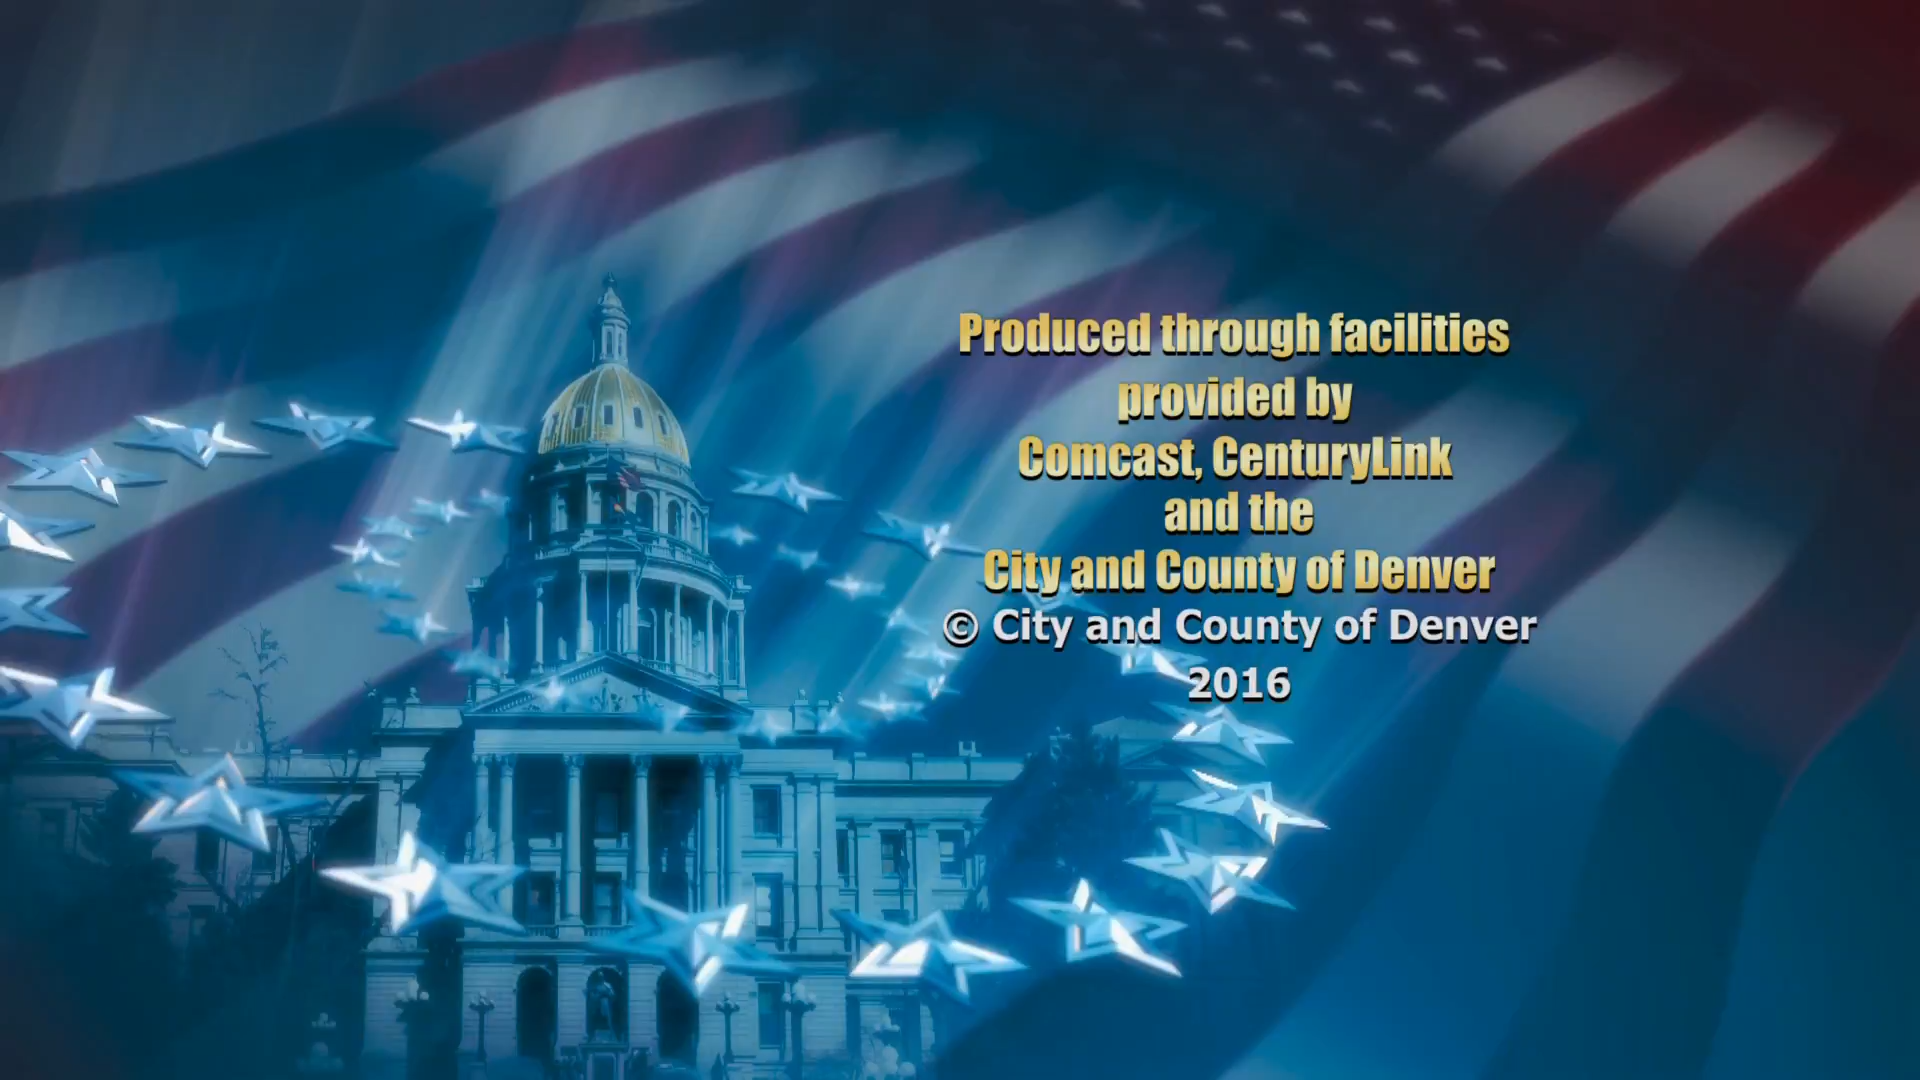 Produced through facilities
provided by
Comcast, CenturyLink
and the
City and County of Denver
© City and County of Denver
2016